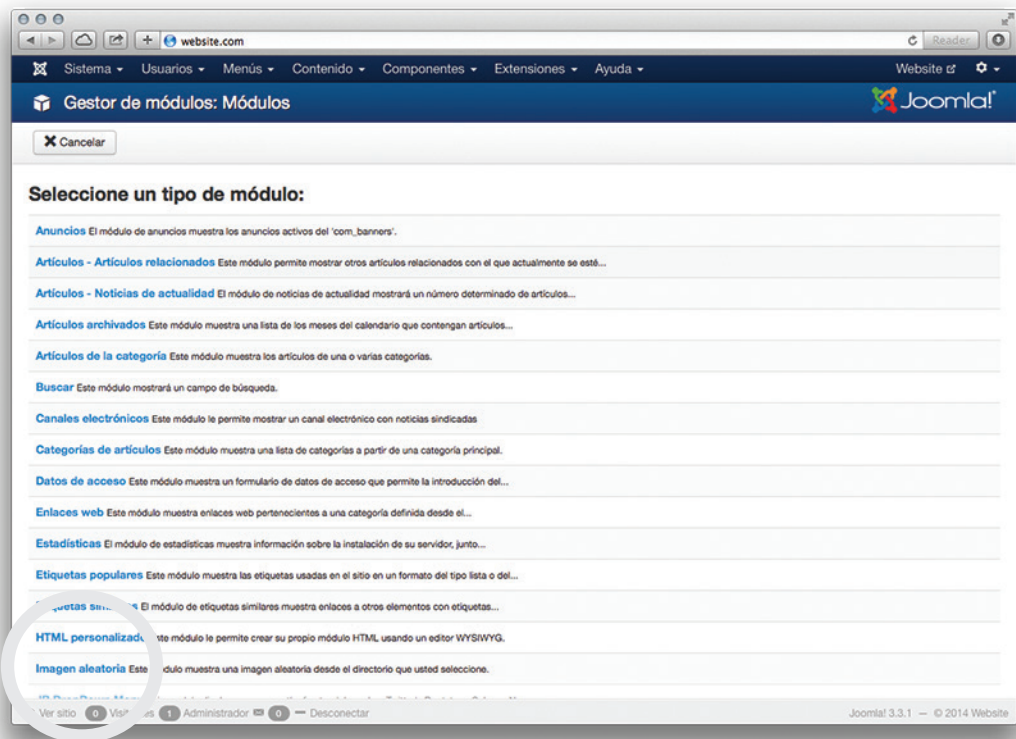 website.com
Reader
Sistema Usuarios Menús Contenido Componentes Extensiones Ayuda Website
Gestor de módulos: Módulos
Joomla!
Cancelar
Seleccione un tipo de módulo:
Anuncios El módulo de anuncios muestra los anuncios activos del 'com_banners'.
Artículos - Artículos relacionados Este módulo permite mostrar otros artículos relacionados con el que actualmente se esté...
Artículos - Noticias de actualidad El módulo de noticias de actualidad mostrará un número determinado de artículos...
Artículos archivados Este módulo muestra una lista de los meses del calendario que contengan artículos...
Artículos de la categoría Este módulo muestra los artículos de una o varias categorías.
Buscar Este módulo mostrará un campo de búsqueda.
Canales electrónicos Este módulo le permite mostrar un canal electrónico con noticias sindicadas
Categorías de artículos Este módulo muestra una lista de categorías a partir de una categoría principal.
Datos de acceso Este módulo muestra un formulario de datos de acceso que permite la introducción del...
Enlaces web Este módulo muestra enlaces web pertenecientes a una categoría definida desde el...
Estadísticas El módulo de estadísticas muestra información sobre la instalación de su servidor, junto...
Etiquetas populares Este módulo muestra las etiquetas usadas en el sitio en un formato del tipo lista o del...
El módulo de etiquetas similares muestra enlaces a otros elementos con etiquetas...
HTML personalizado Este módulo le permite crear su propio módulo HTML usando un editor WYSIWYG.
Imagen aleatoria Este módulo muestra una imagen aleatoria desde el directorio que usted seleccione.
Ver sitio 0 1 Administrador 0 Desconectar Joomla! 3.3.1 — © 2014 Website